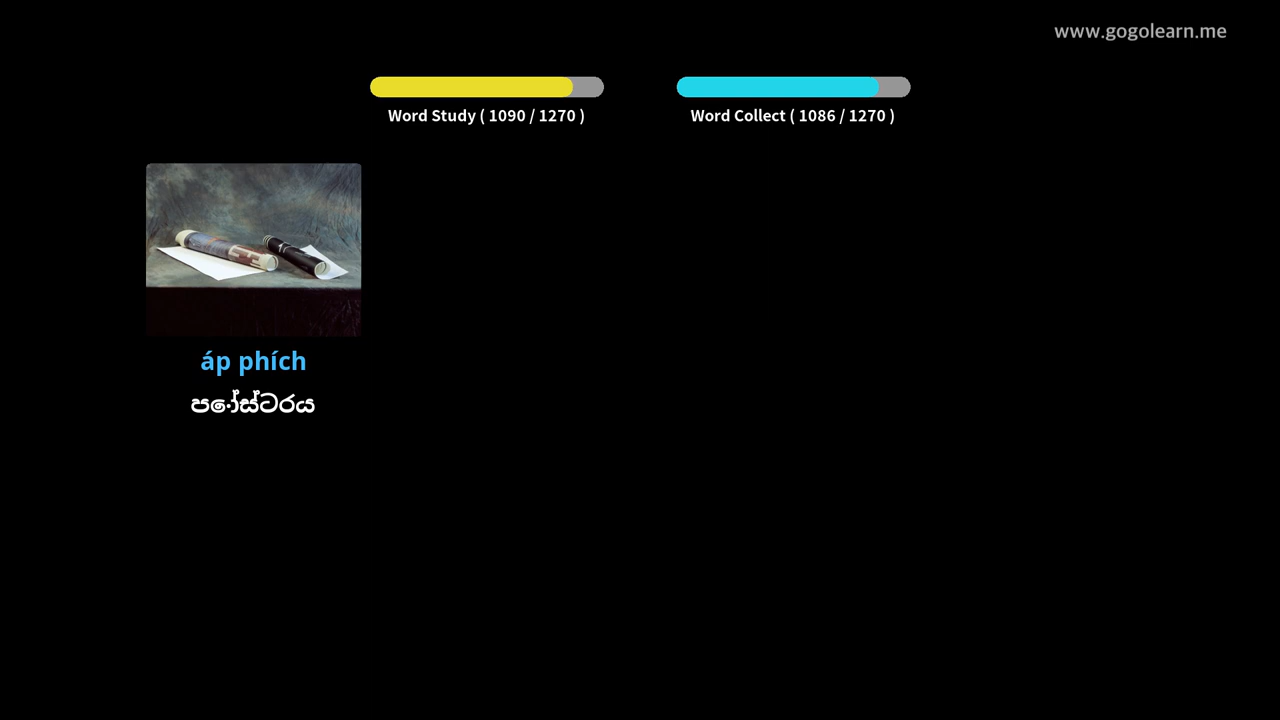 www.gogolearn.me
Word Study ( 1090 / 1270 )
Word Collect ( 1086 / 1270 )
áp phích
පෝස්ටරය